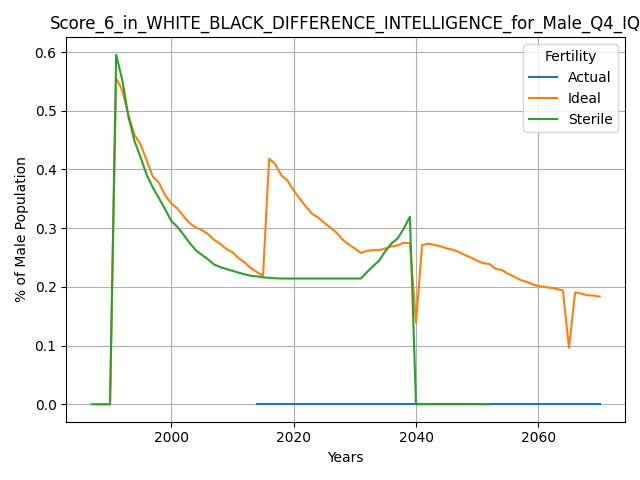 Score_6_in_WHITE_BLACK_DIFFERENCE_INTELLIGENCE_for_Male_Q4_IQ
Fertility
Actual
Ideal
Sterile
% of Male Population
0.6
0.5
0.4
0.3
0.2
0.1
0.0
2000 2020 2040 2060
Years